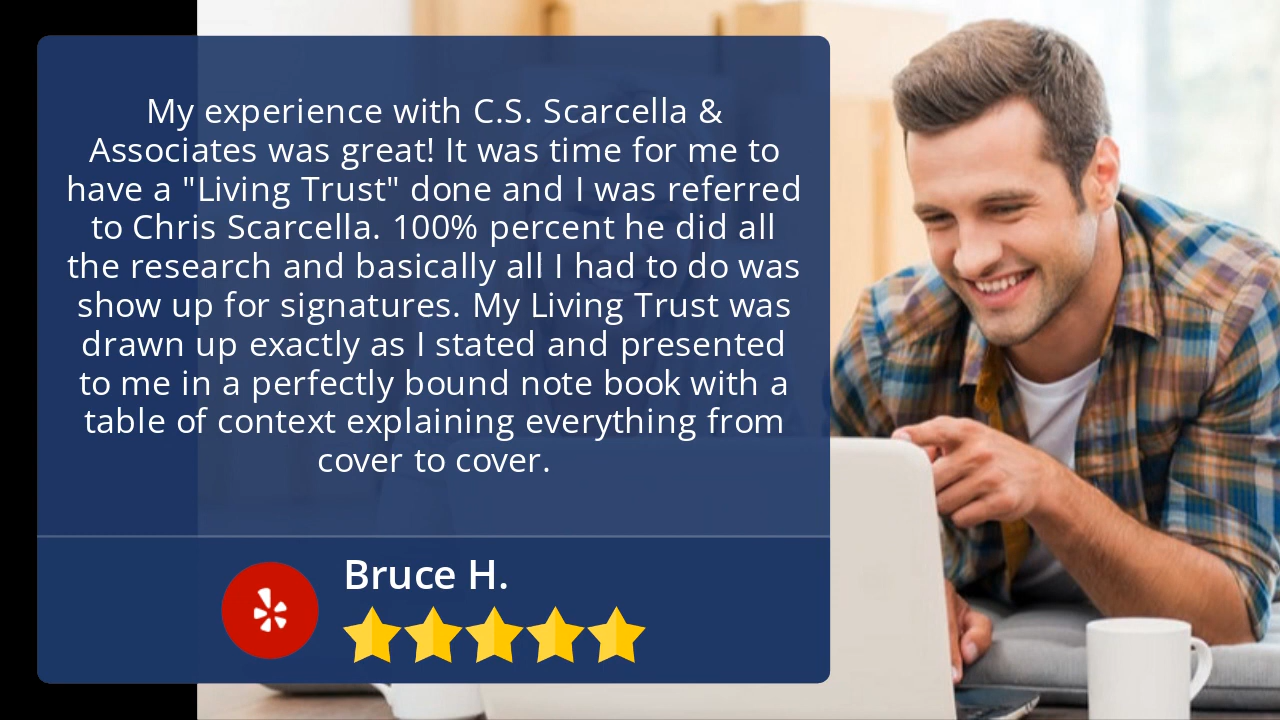 My experience with C.S. Scarcella &
Associates was great! It was time for me to
have a "Living Trust" done and I was referred
to Chris Scarcella. 100% percent he did all
the research and basically all I had to do was
show up for signatures. My Living Trust was
drawn up exactly as I stated and presented
to me in a perfectly bound note book with a
table of context explaining everything from
cover to cover.
Bruce H.